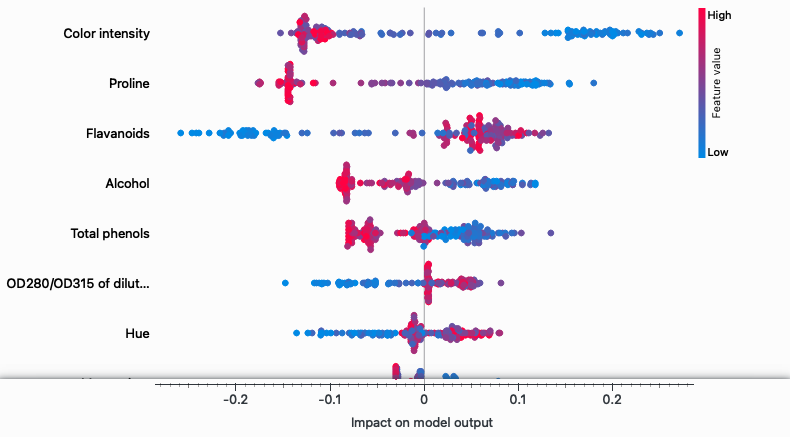 Color intensity
Proline
Flavanoids
Alcohol
Total phenols
OD280/OD315 of dilut...
Hue
High
Feature value
Low
-0.2 -0.1 0 0.1 0.2
Impact on model output